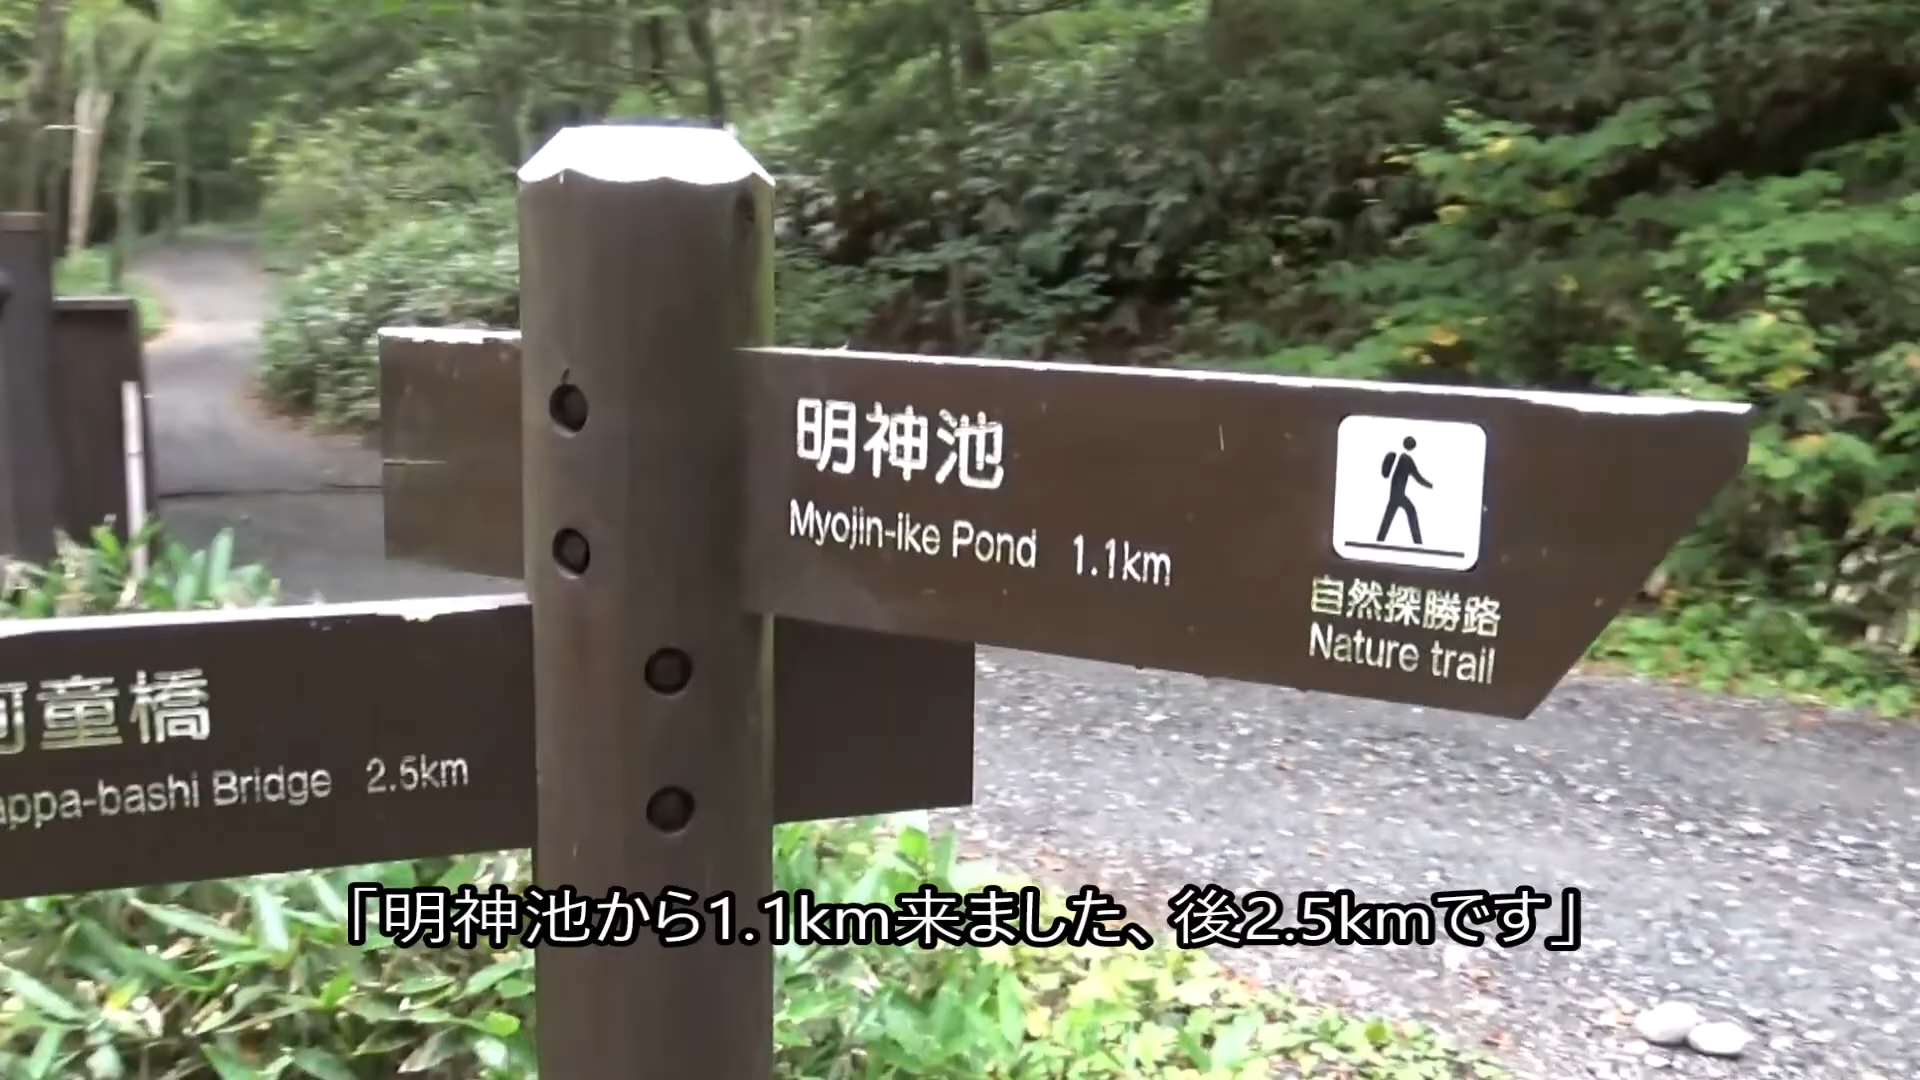 明神池
Myojin-ike Pond 1.1km
自然探勝路
Nature trail
童橋
Bridge 2.5km
「明神池から1.1km来ました、後2.5kmです」